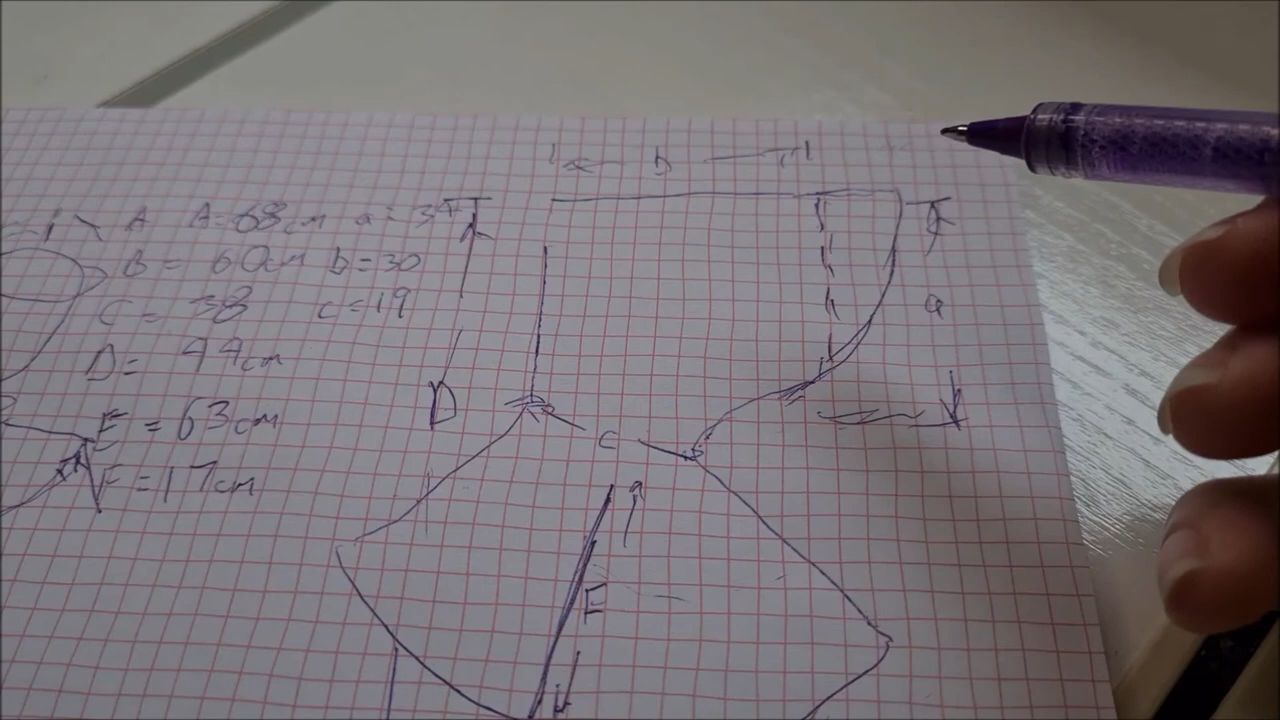 b
A A=68cm a=34
B = 60cm b=30
C = 38 c=19
a
D= 44cm
D
E = 63cm
c
F=17cm
F